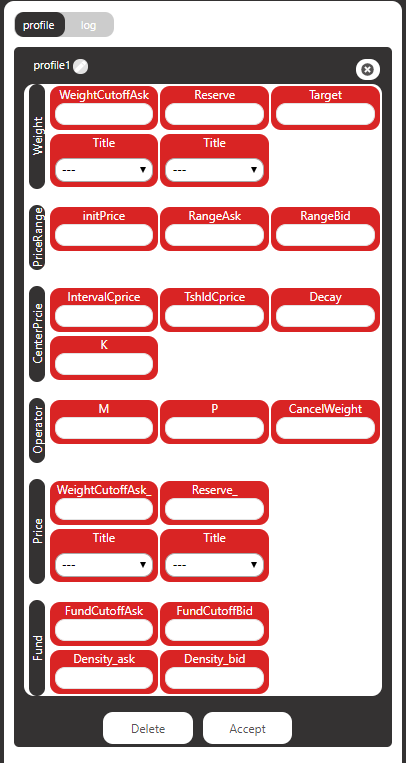 profile log
profile1
Weight
WeightCutoffAsk Reserve Target
Title Title
--- ---
PriceRange
initPrice RangeAsk RangeBid
CenterPrcie
IntervalCprice TshldCprice Decay
K
Operator
M P CancelWeight
Price
WeightCutoffAsk_ Reserve_
Title Title
--- ---
Fund
FundCutoffAsk FundCutoffBid
Density_ask Density_bid
Delete Accept